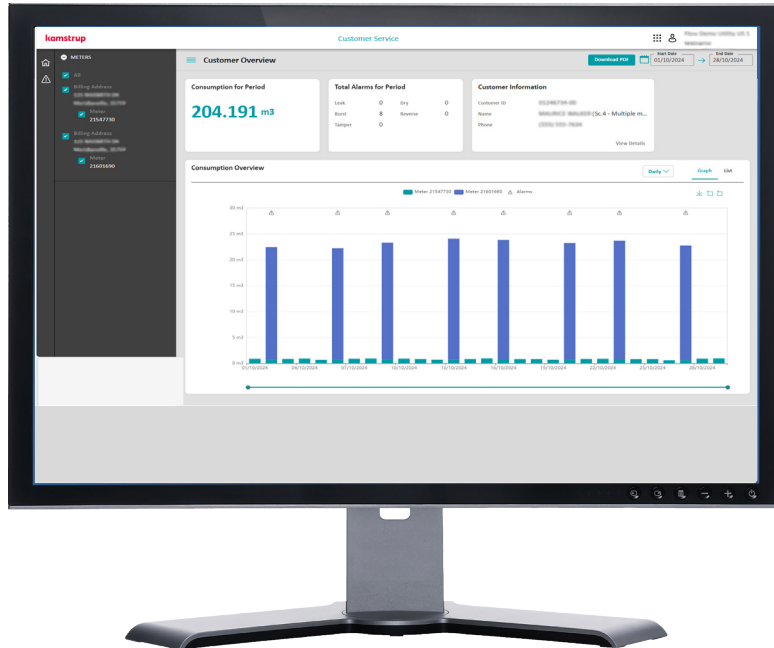 kamstrup
Customer Service
METERS
Customer Overview
Download PDF
Start Date
01/10/2024
→
End Date
28/10/2024
All
Billing Address
Meter
21547730
Billing Address
Meter
21601690
Consumption for Period
204.191 m3
Total Alarms for Period
Leak 0 Dry 0
Burst 8 Reverse 0
Tamper 0
Customer Information
Customer ID
Name (Sc.4 - Multiple m...
Phone
View Details
Consumption Overview
Daily
Graph
List
Meter 21547730 Meter 21601690 Alarms
30 m3
25 m3
20 m3
15 m3
10 m3
5 m3
0 m3
01/10/2024 04/10/2024 07/10/2024 10/10/2024 13/10/2024 16/10/2024 19/10/2024 22/10/2024 25/10/2024 28/10/2024